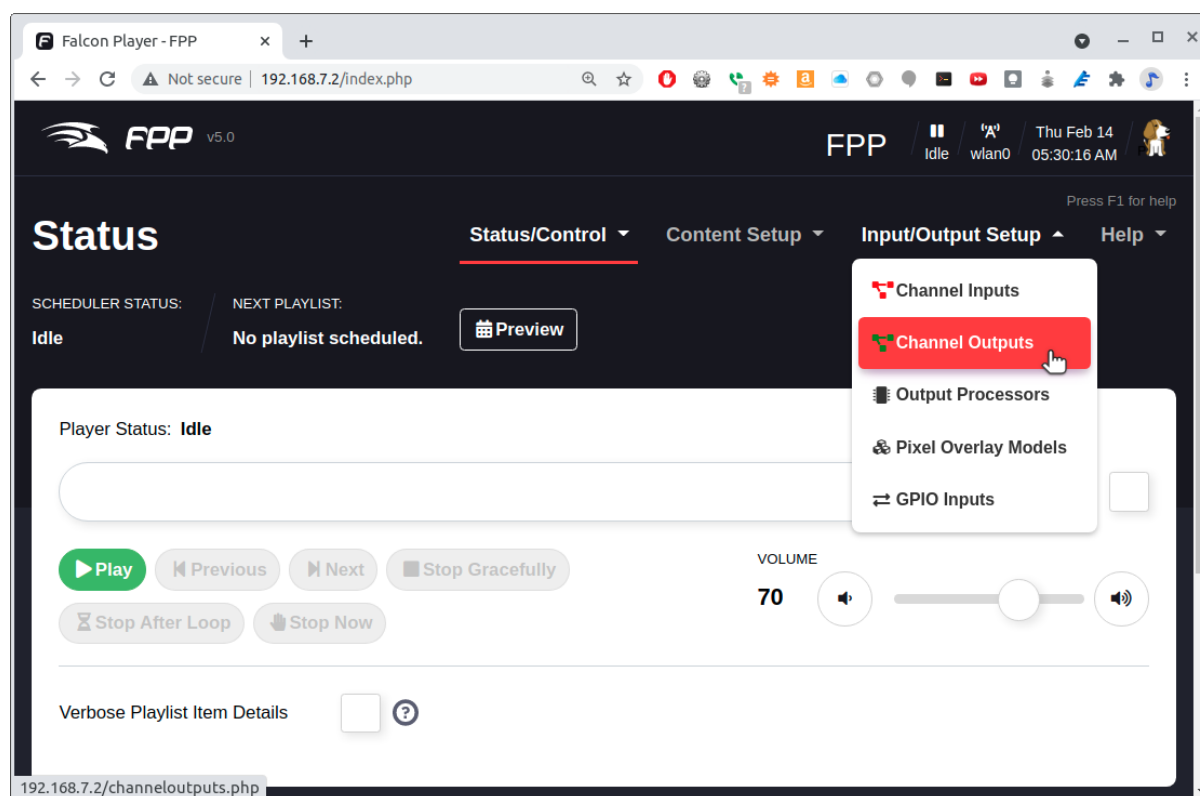 Falcon Player - FPP
Not secure | 192.168.7.2/index.php
FPP v5.0
FPP
Idle
wlan0
Thu Feb 14
05:30:16 AM
Press F1 for help
Status
Status/Control
Content Setup
Input/Output Setup
Help
SCHEDULER STATUS:
Idle
NEXT PLAYLIST:
No playlist scheduled.
Preview
Channel Inputs
Channel Outputs
Output Processors
Pixel Overlay Models
GPIO Inputs
Player Status: Idle
Play
Previous
Next
Stop Gracefully
Stop After Loop
Stop Now
VOLUME
70
Verbose Playlist Item Details
192.168.7.2/channeloutputs.php